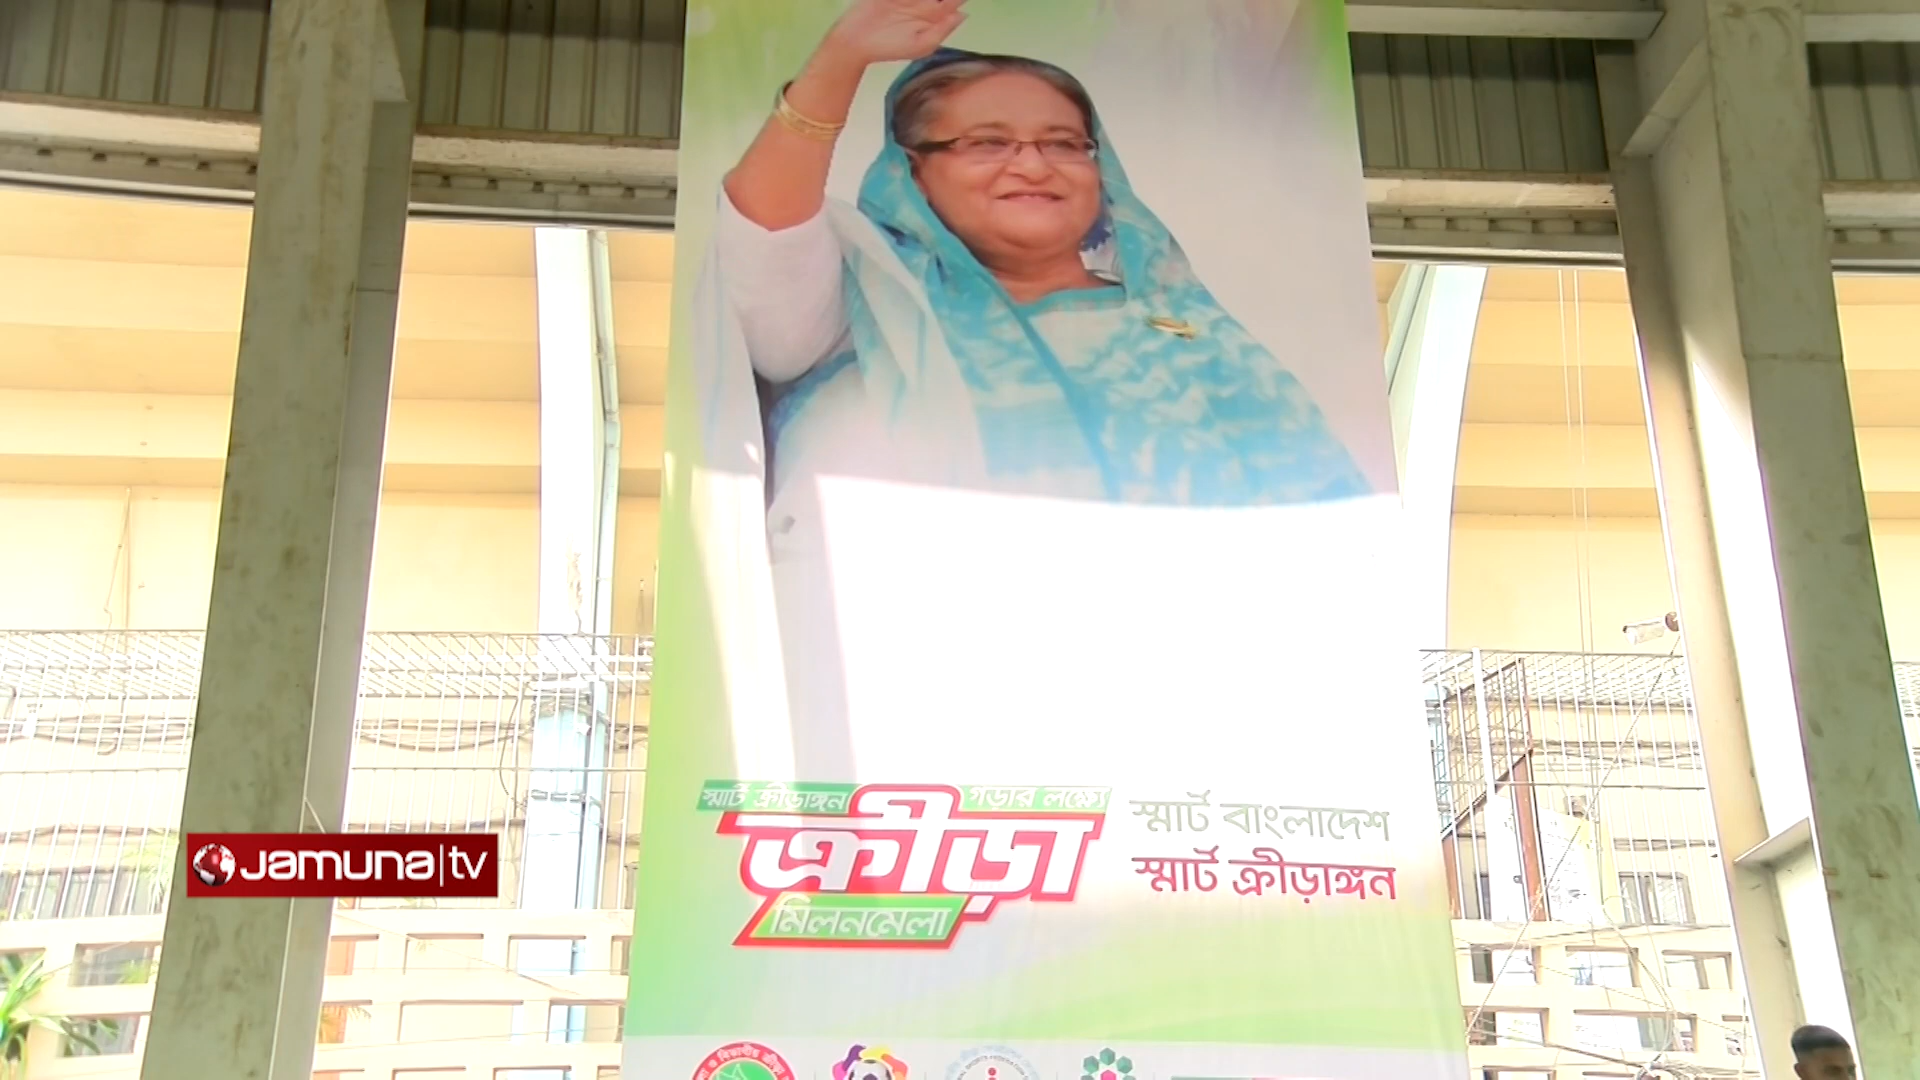 স্মার্ট ক্রীড়াঙ্গন গড়ার লক্ষ্যে
ক্রীড়া
মিলনমেলা
স্মার্ট বাংলাদেশ
স্মার্ট ক্রীড়াঙ্গন
Jamuna|tv